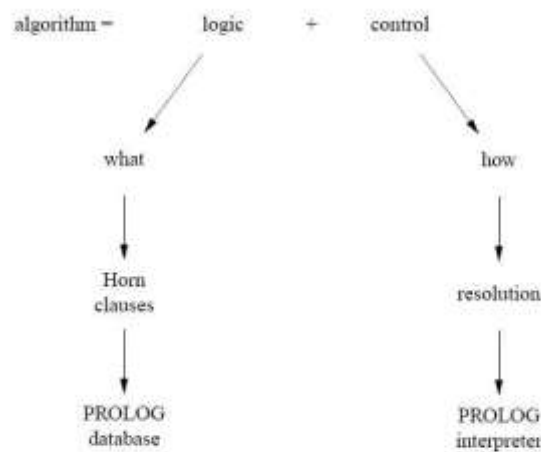 algorithm = logic + control
what how
Horn
clauses
resolution
PROLOG
database
PROLOG
interpreter